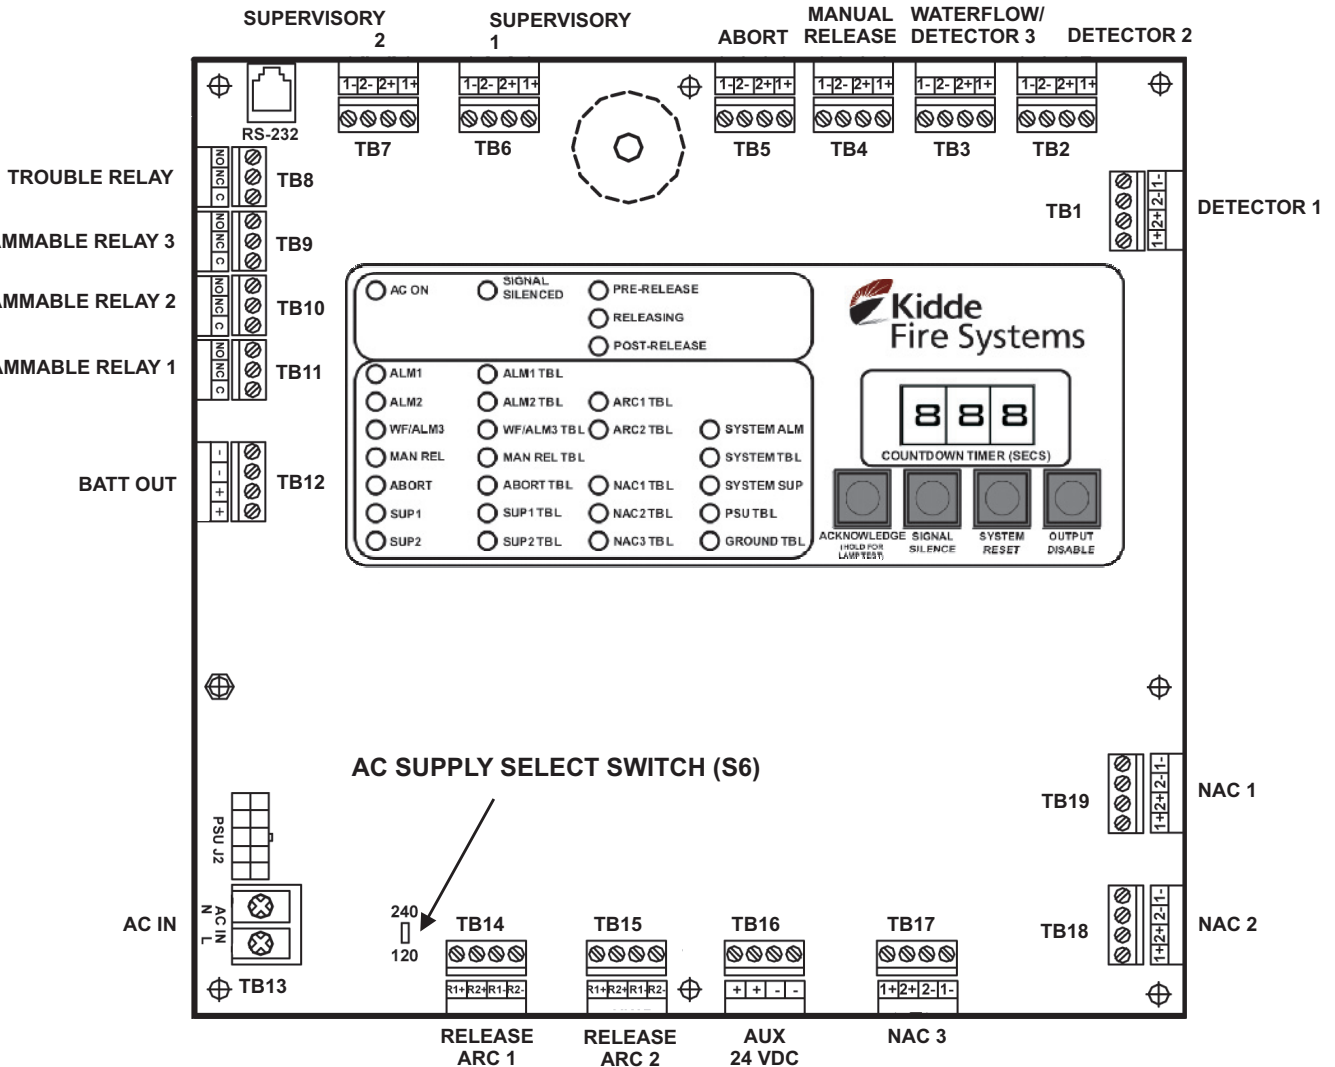 SUPERVISORY
2
SUPERVISORY
1
ABORT
MANUAL
RELEASE
WATERFLOW/
DETECTOR 3
DETECTOR 2
1- 2- 2+ 1+
1- 2- 2+ 1+
1- 2- 2+ 1+
1- 2- 2+ 1+
1- 2- 2+ 1+
1- 2- 2+ 1+
RS-232
TB7
TB6
TB5
TB4
TB3
TB2
TROUBLE RELAY
NO NC C
TB8
TB1
1+ 2+ 2- 1-
DETECTOR 1
AMMABLE RELAY 3
NO NC C
TB9
AMMABLE RELAY 2
NO NC C
TB10
AMMABLE RELAY 1
NO NC C
TB11
BATT OUT
- - + +
TB12
AC ON
SIGNAL
SILENCED
PRE-RELEASE
RELEASING
POST-RELEASE
ALM1
ALM1 TBL
ALM2
ALM2 TBL
ARC1 TBL
WF/ALM3
WF/ALM3 TBL
ARC2 TBL
SYSTEM ALM
MAN REL
MAN REL TBL
SYSTEM TBL
ABORT
ABORT TBL
NAC1 TBL
SYSTEM SUP
SUP1
SUP1 TBL
NAC2 TBL
PSU TBL
SUP2
SUP2 TBL
NAC3 TBL
GROUND TBL
Kidde
Fire Systems
888
COUNTDOWN TIMER (SECS)
ACKNOWLEDGE
(HOLD FOR
LAMP TEST)
SIGNAL
SILENCE
SYSTEM
RESET
OUTPUT
DISABLE
AC SUPPLY SELECT SWITCH (S6)
TB19
1+ 2+ 2- 1-
NAC 1
PSU J2
AC IN
N L
AC IN
TB13
240
120
TB14
TB15
TB16
TB17
TB18
1+ 2+ 2- 1-
NAC 2
R1+ R2+ R1- R2-
R1+ R2+ R1- R2-
+ + - -
1+ 2+ 2- 1-
RELEASE
ARC 1
RELEASE
ARC 2
AUX
24 VDC
NAC 3